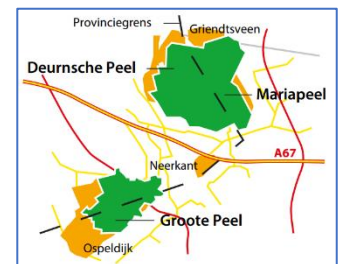 Provinciegrens
Griendtsveen
Deurnsche Peel
Mariapeel
A67
Neerkant
Groote Peel
Ospeldijk